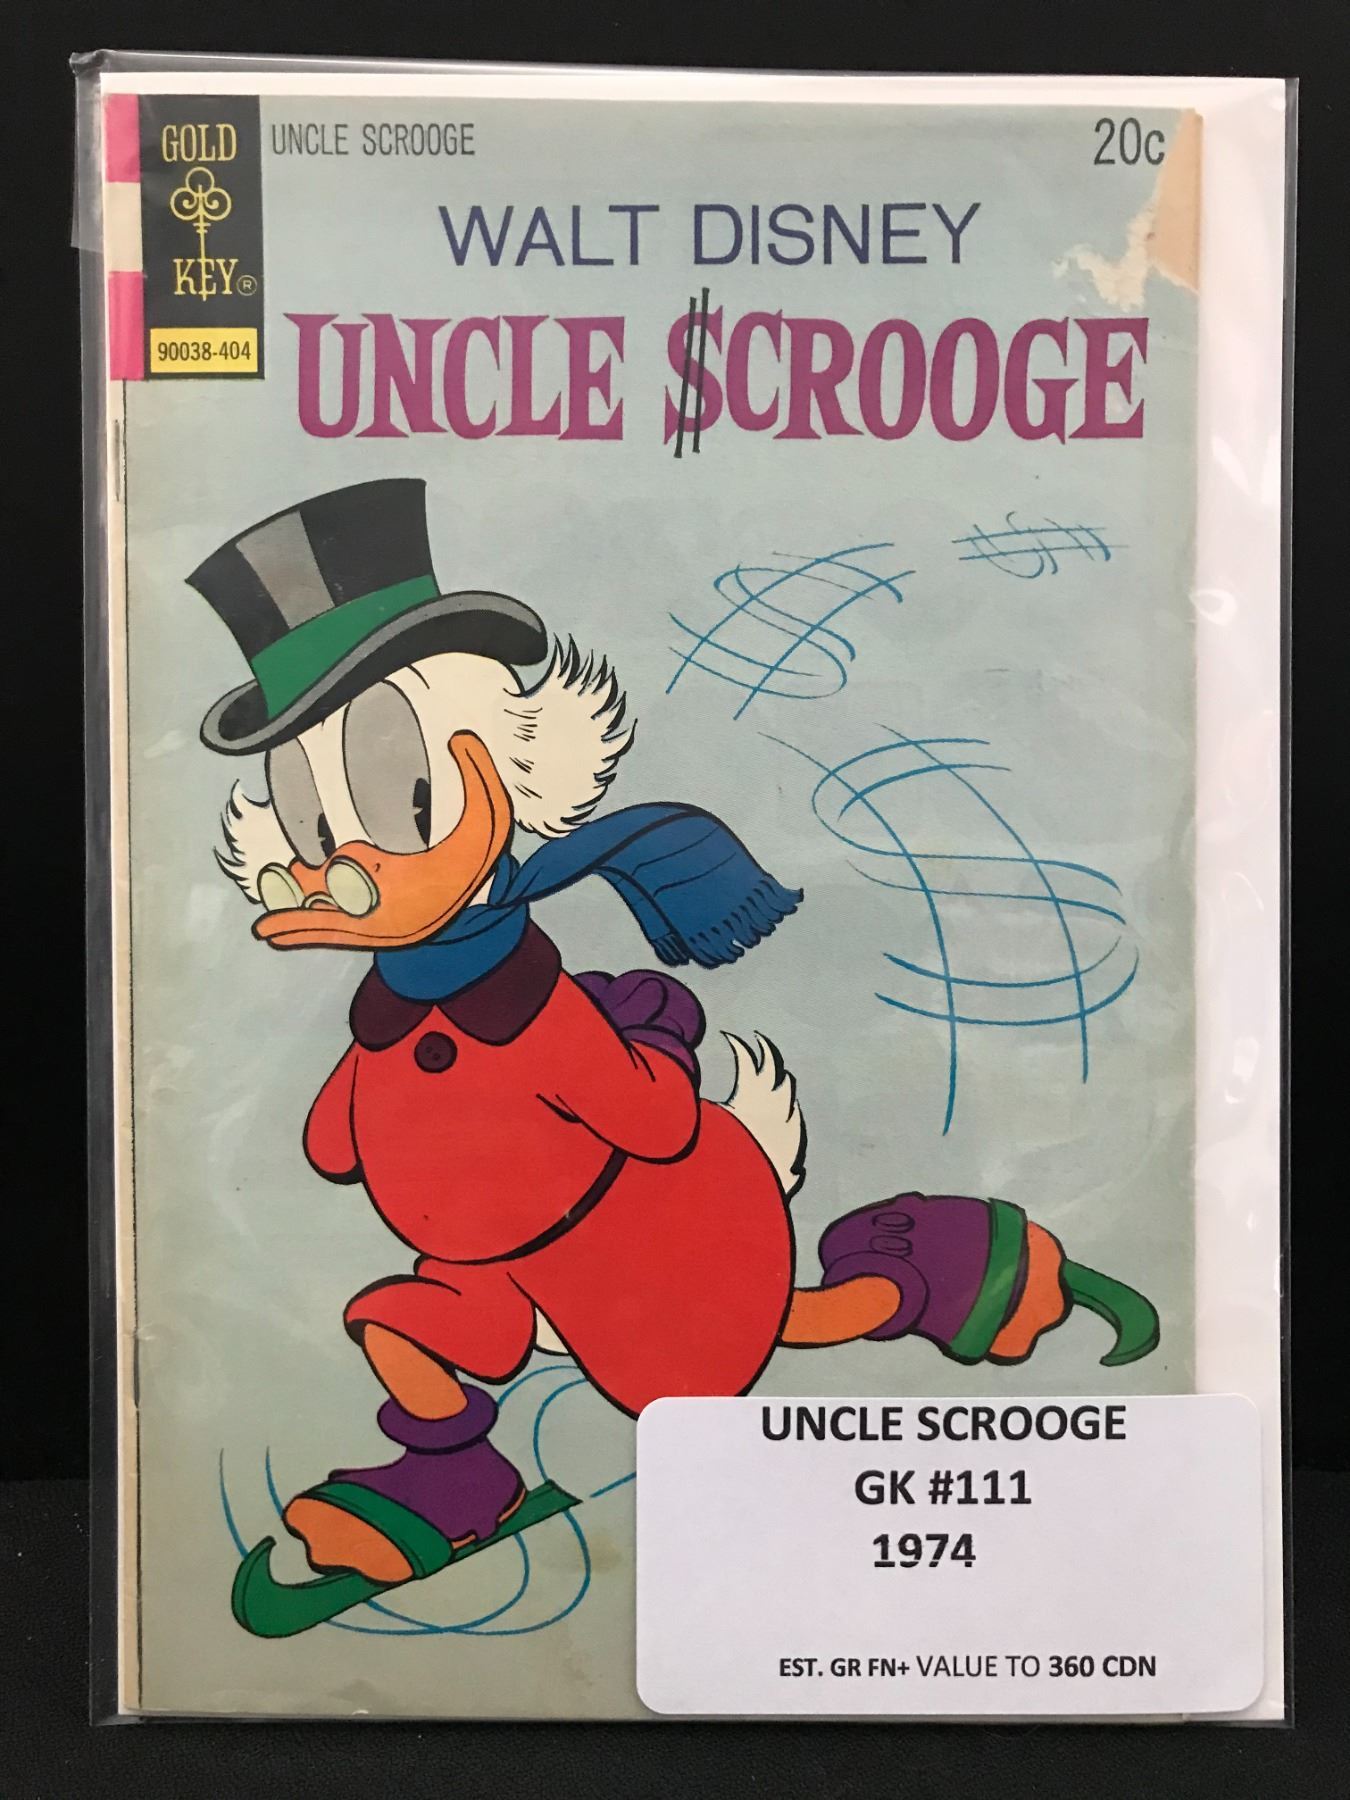 GOLD
KEY®
UNCLE SCROOGE
20c
WALT DISNEY
UNCLE $CROOGE
90038-404
UNCLE SCROOGE
GK #111
1974
EST. GR FN+ VALUE TO 360 CDN